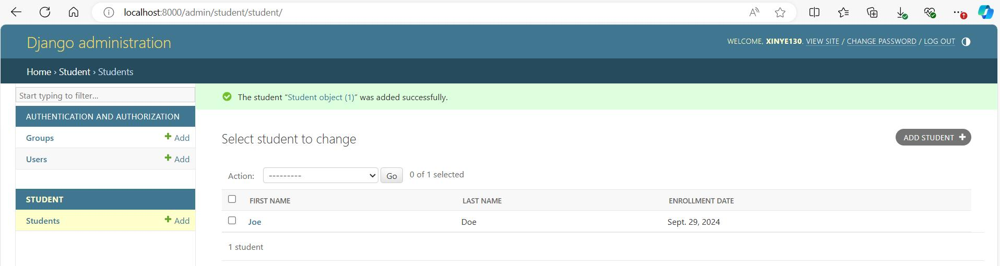 localhost:8000/admin/student/student/
Django administration
WELCOME, XINYE130. VIEW SITE / CHANGE PASSWORD / LOG OUT
Home › Student › Students
Start typing to filter...
The student “Student object (1)” was added successfully.
AUTHENTICATION AND AUTHORIZATION
Groups + Add
Users + Add
STUDENT
Students + Add
Select student to change
ADD STUDENT +
Action: --------- Go 0 of 1 selected
FIRST NAME LAST NAME ENROLLMENT DATE
Joe Doe Sept. 29, 2024
1 student